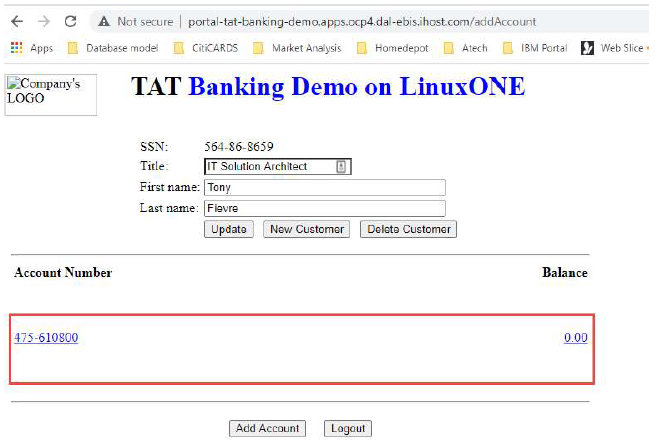 Not secure | portal-tat-banking-demo.apps.ocp4.dal-ebis.ihost.com/addAccount
Apps Database model CitiCARDS Market Analysis Homedepot Atech IBM Portal Web Slice
Company's LOGO
TAT Banking Demo on LinuxONE
SSN: 564-86-8659
Title: IT Solution Architect
First name: Tony
Last name: Fievre
Update New Customer Delete Customer
Account Number Balance
475-610800 0.00
Add Account Logout